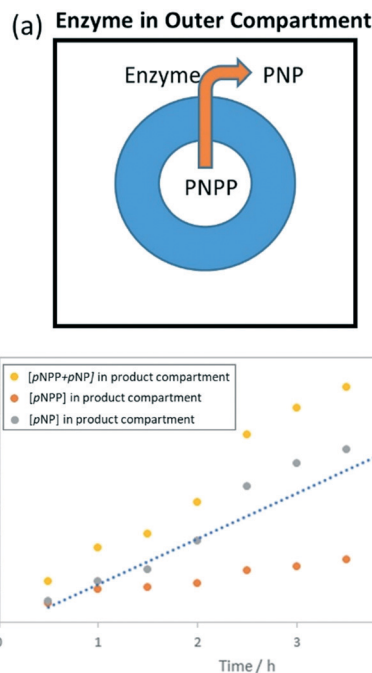 (a) Enzyme in Outer Compartment
Enzyme PNP
PNPP
[pNPP+pNP] in product compartment
[pNPP] in product compartment
[pNP] in product compartment
0 1 2 3
Time / h